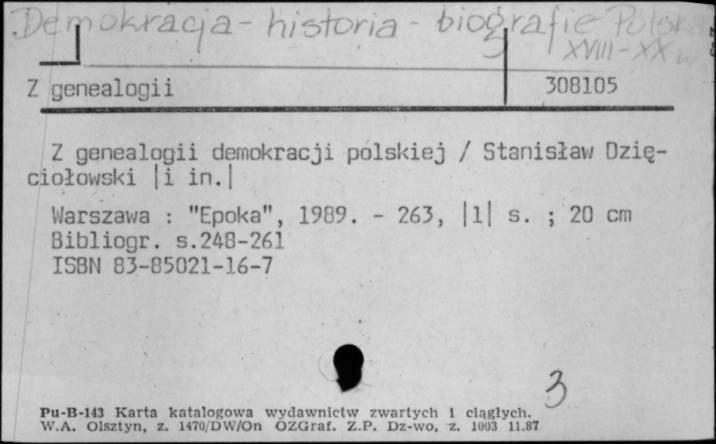 Demokracja - historia - biografie Polska
XVIII-XX w
Z genealogii 308105
Z genealogii demokracji polskiej / Stanisław Dzię-
ciołowski |i in.|
Warszawa : "Epoka", 1989. - 263, |1| s. ; 20 cm
Bibliogr. s.248-261
ISBN 83-85021-16-7
3
Pu-B-143 Karta katalogowa wydawnictw zwartych i ciągłych.
W.A. Olsztyn, z. 1470/DW/On OZGraf. Z.P. Dz-wo, z. 1003 11.87